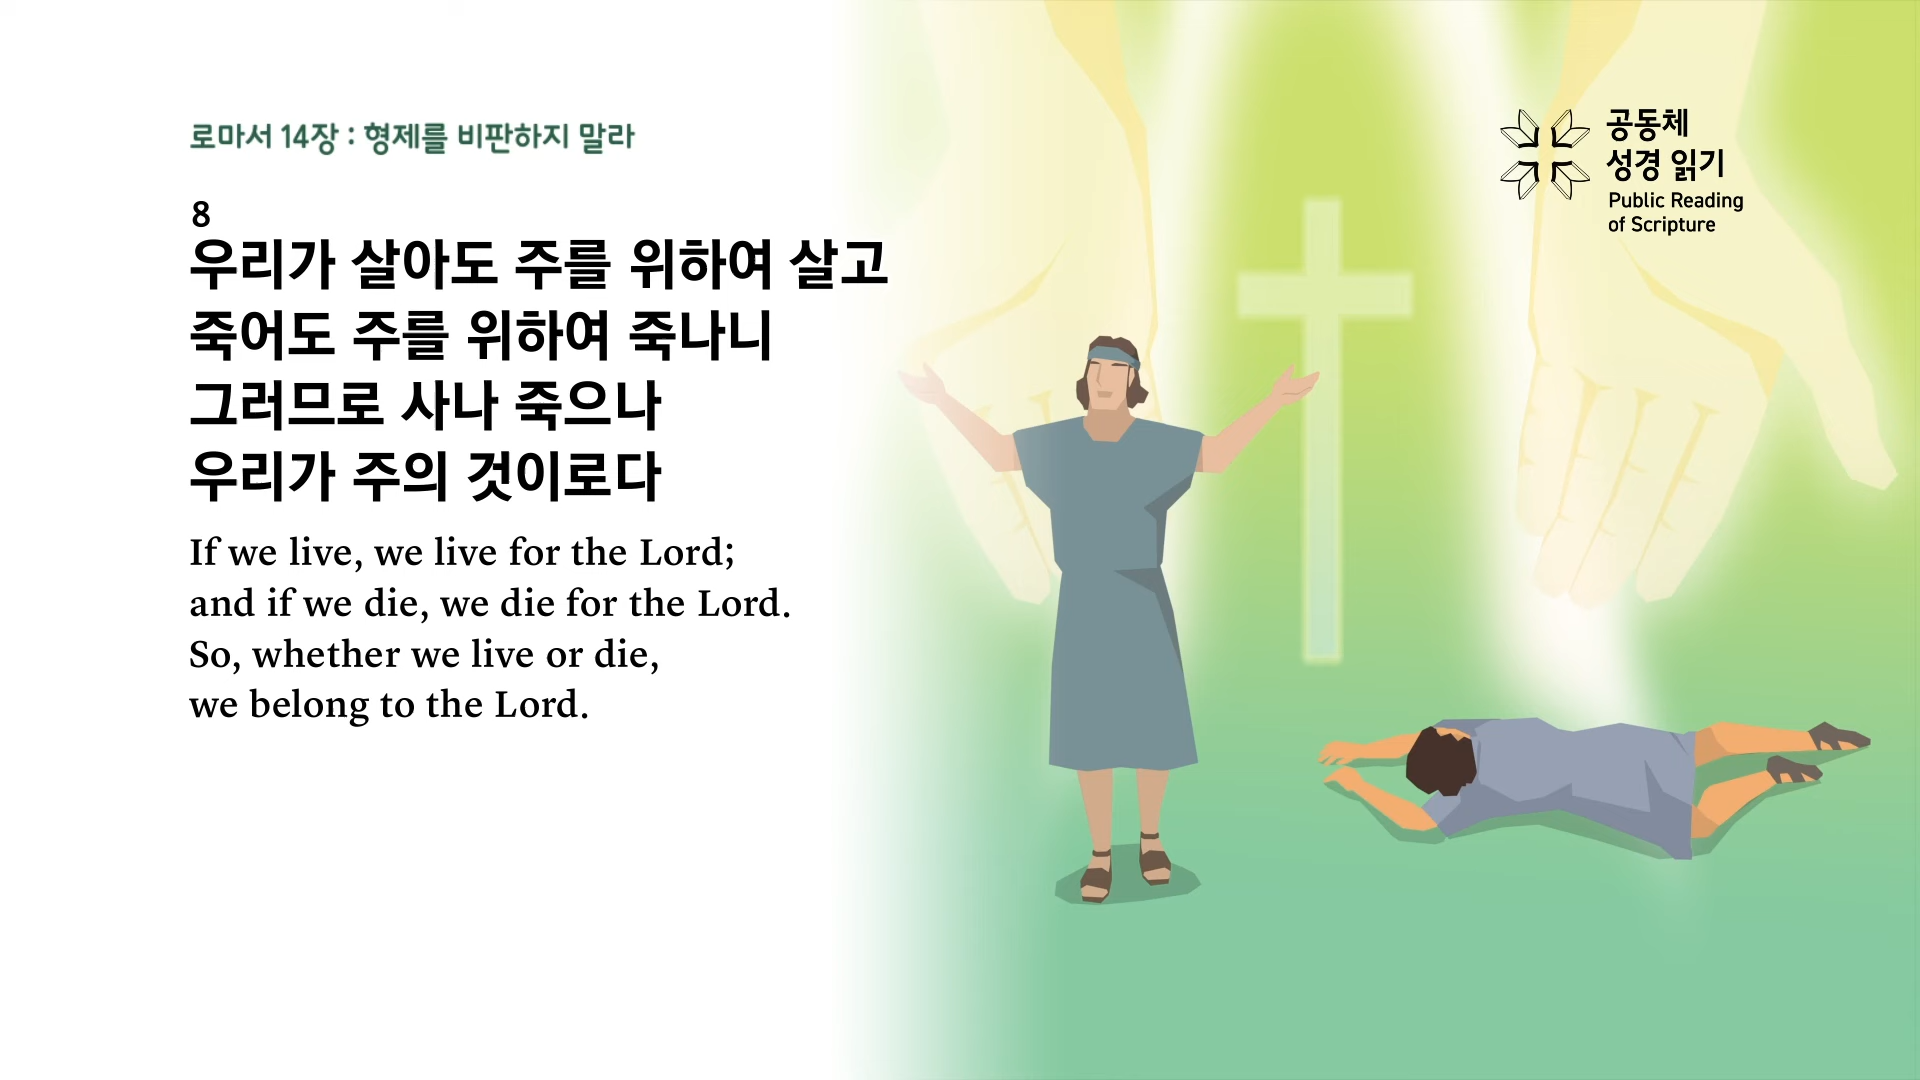 로마서 14장 : 형제를 비판하지 말라
8
우리가 살아도 주를 위하여 살고
죽어도 주를 위하여 죽나니
그러므로 사나 죽으나
우리가 주의 것이로다
If we live, we live for the Lord;
and if we die, we die for the Lord.
So, whether we live or die,
we belong to the Lord.
공동체
성경 읽기
Public Reading
of Scripture